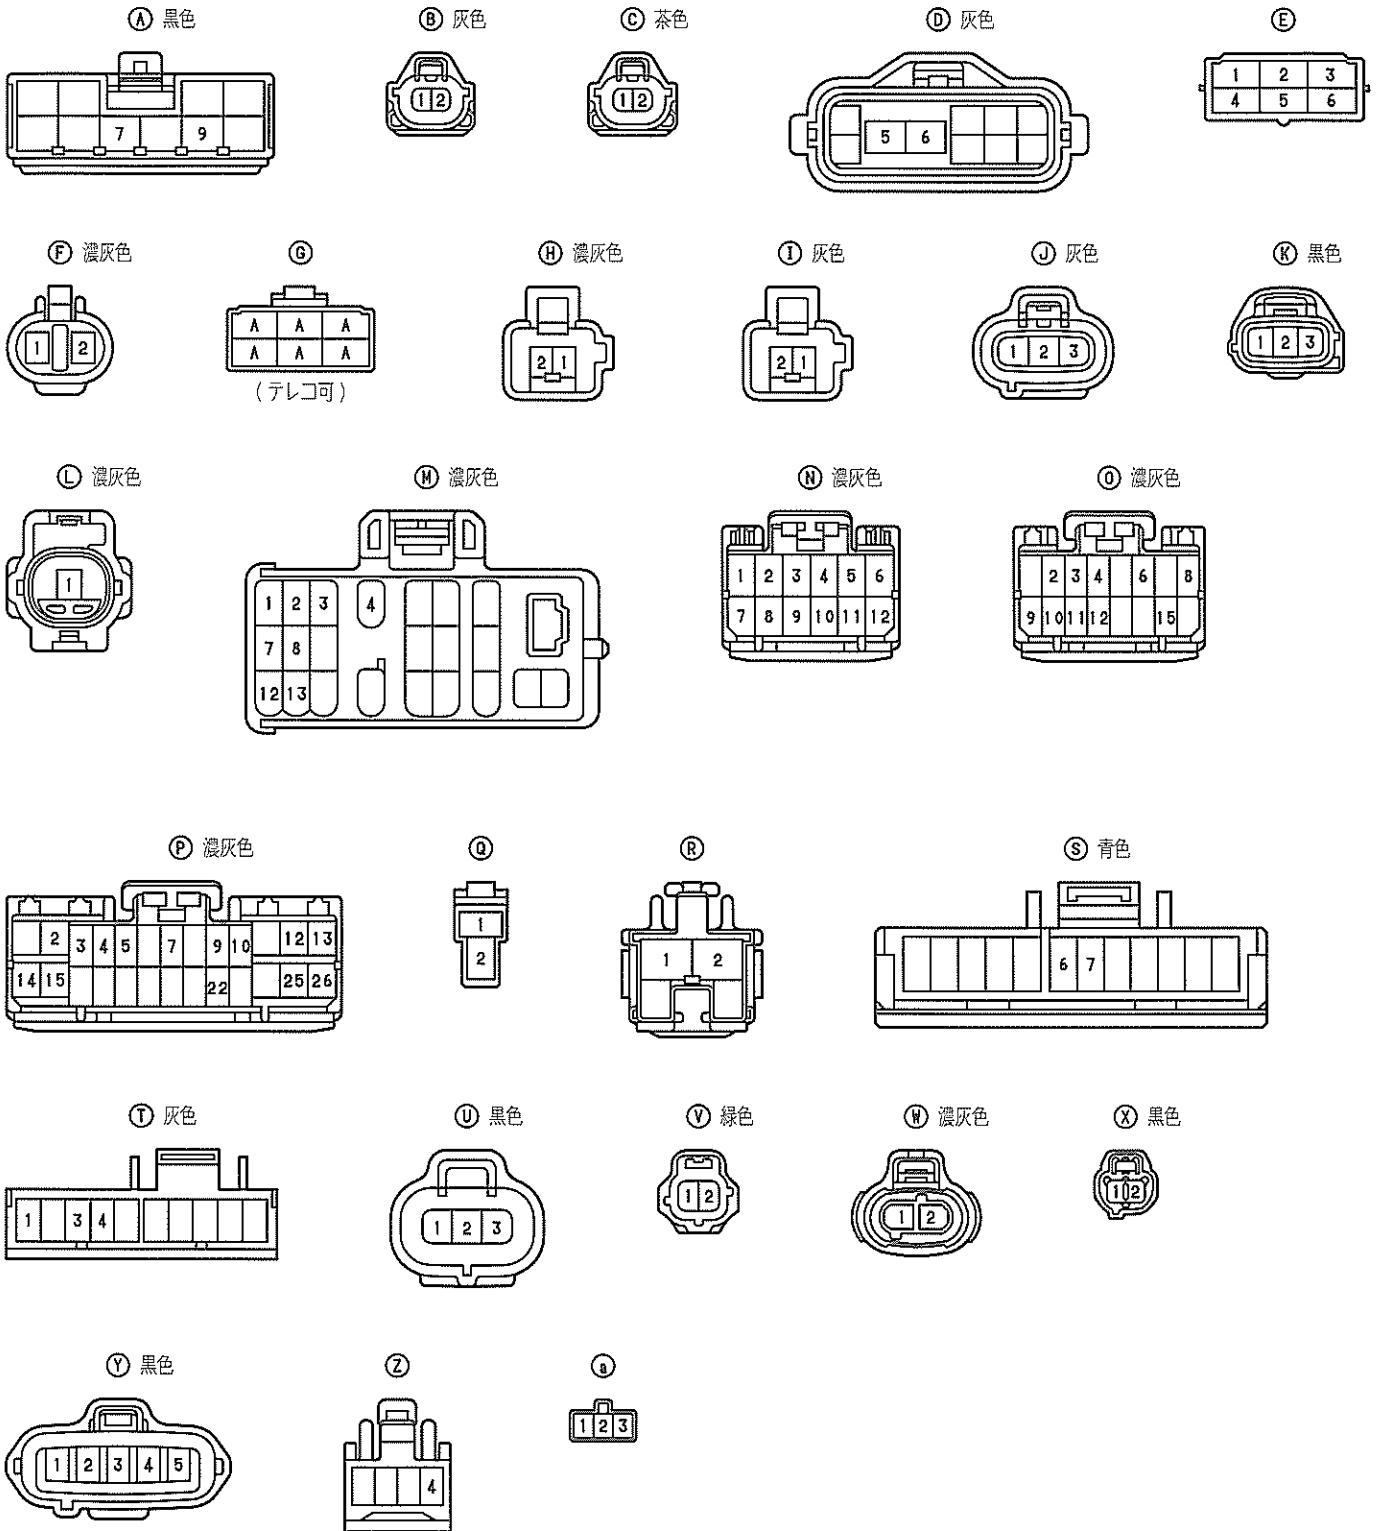 Ⓐ 黒色 Ⓑ 灰色 Ⓒ 茶色 Ⓓ 灰色 Ⓔ
7 9
1 2
1 2
5 6
1 2 3
4 5 6
Ⓕ 濃灰色 Ⓖ Ⓗ 濃灰色 Ⓘ 灰色 Ⓙ 灰色 Ⓚ 黒色
1 2
A A A
A A A
(テレコ可)
2 1
2 1
1 2 3
1 2 3
Ⓛ 濃灰色 Ⓜ 濃灰色 Ⓝ 濃灰色 Ⓞ 濃灰色
1
1 2 3 4
7 8
12 13
1 2 3 4 5 6
7 8 9 10 11 12
2 3 4 6 8
9 10 11 12 15
Ⓟ 濃灰色 Ⓠ Ⓡ Ⓢ 青色
2 3 4 5 7 9 10 12 13
14 15 22 25 26
1
2
1 2
6 7
Ⓣ 灰色 Ⓤ 黒色 Ⓥ 緑色 Ⓦ 濃灰色 Ⓧ 黒色
1 3 4
1 2 3
1 2
1 2
1 2
Ⓨ 黒色 Ⓩ ⓐ
1 2 3 4 5
4
1 2 3